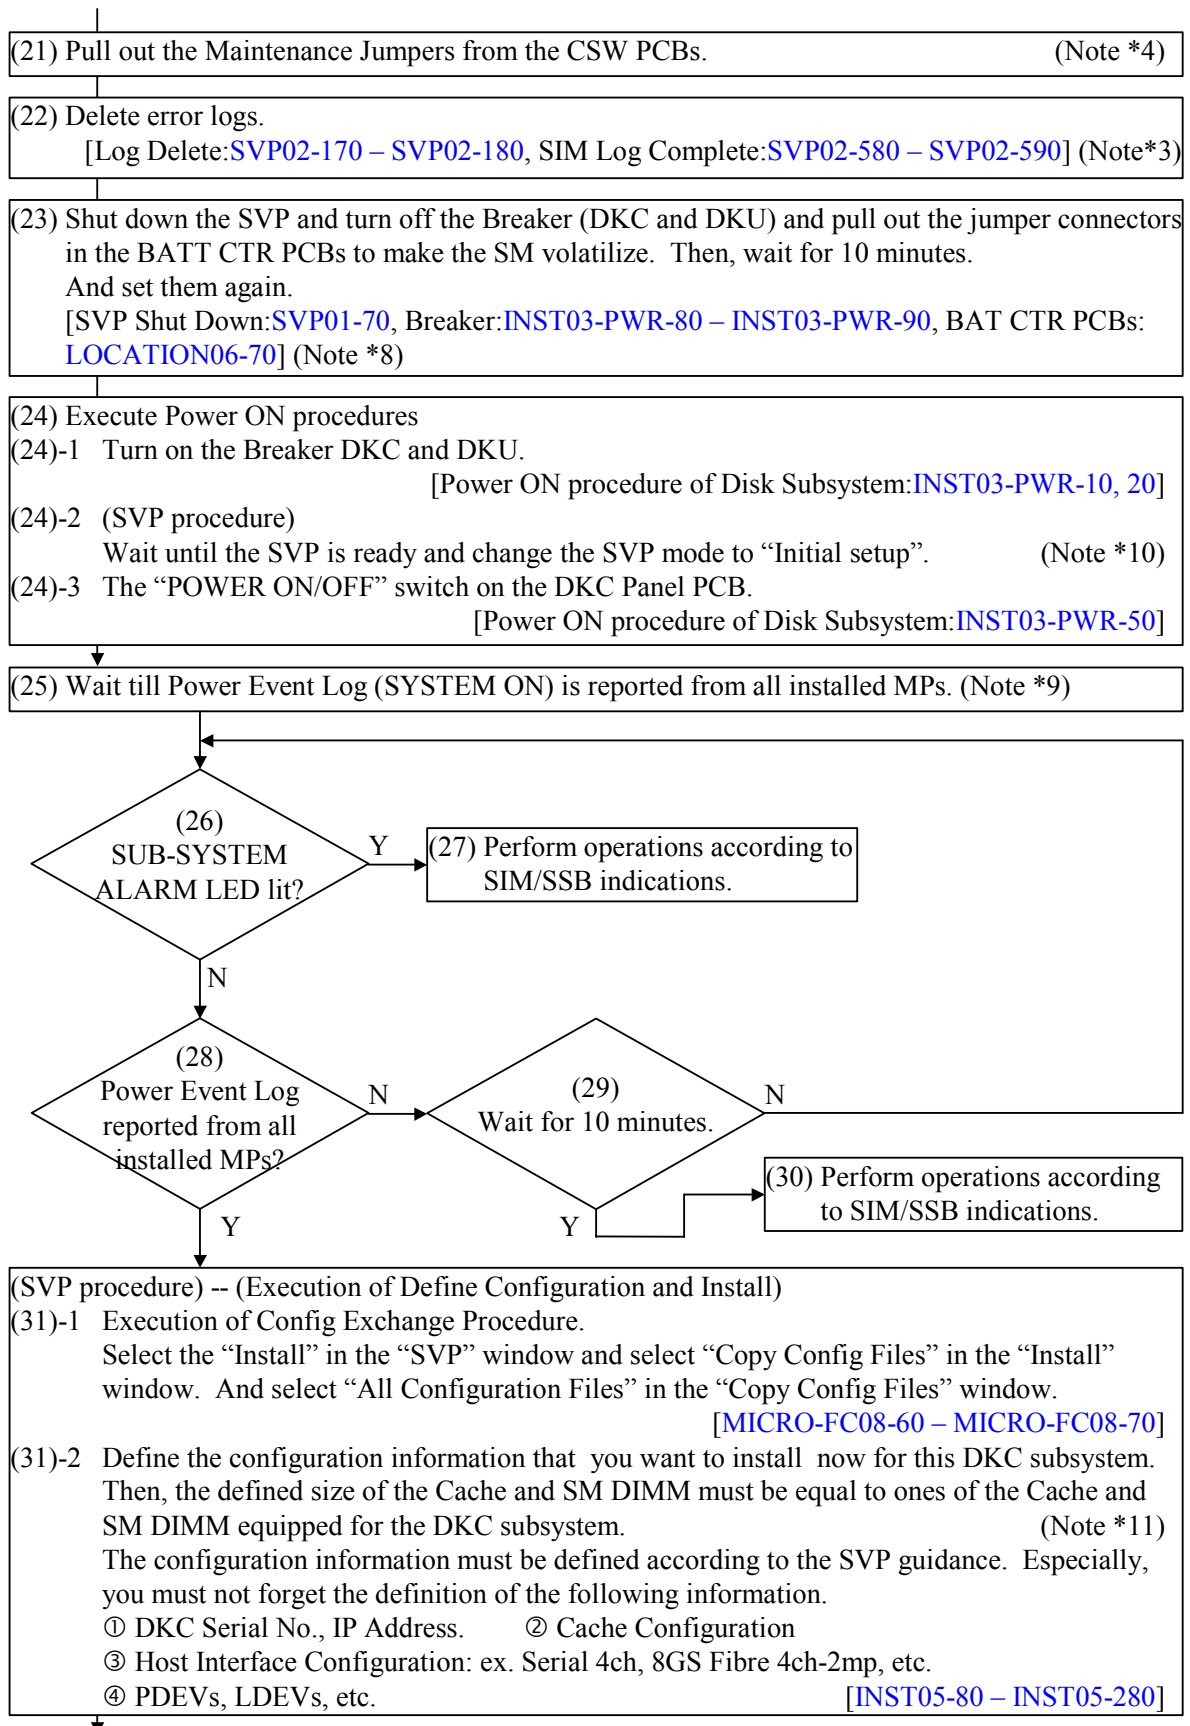 (21) Pull out the Maintenance Jumpers from the CSW PCBs. (Note *4)
(22) Delete error logs.
[Log Delete:SVP02-170 – SVP02-180, SIM Log Complete:SVP02-580 – SVP02-590] (Note*3)
(23) Shut down the SVP and turn off the Breaker (DKC and DKU) and pull out the jumper connectors
in the BATT CTR PCBs to make the SM volatilize. Then, wait for 10 minutes.
And set them again.
[SVP Shut Down:SVP01-70, Breaker:INST03-PWR-80 – INST03-PWR-90, BAT CTR PCBs:
LOCATION06-70] (Note *8)
(24) Execute Power ON procedures
(24)-1 Turn on the Breaker DKC and DKU.
[Power ON procedure of Disk Subsystem:INST03-PWR-10, 20]
(24)-2 (SVP procedure)
Wait until the SVP is ready and change the SVP mode to “Initial setup”. (Note *10)
(24)-3 The “POWER ON/OFF” switch on the DKC Panel PCB.
[Power ON procedure of Disk Subsystem:INST03-PWR-50]
(25) Wait till Power Event Log (SYSTEM ON) is reported from all installed MPs. (Note *9)
(26)
SUB-SYSTEM
ALARM LED lit?
Y
(27) Perform operations according to
SIM/SSB indications.
N
(28)
Power Event Log
reported from all
installed MPs?
N
(29)
Wait for 10 minutes.
N
(30) Perform operations according
to SIM/SSB indications.
Y
Y
(SVP procedure) -- (Execution of Define Configuration and Install)
(31)-1 Execution of Config Exchange Procedure.
Select the “Install” in the “SVP” window and select “Copy Config Files” in the “Install”
window. And select “All Configuration Files” in the “Copy Config Files” window.
[MICRO-FC08-60 – MICRO-FC08-70]
(31)-2 Define the configuration information that you want to install now for this DKC subsystem.
Then, the defined size of the Cache and SM DIMM must be equal to ones of the Cache and
SM DIMM equipped for the DKC subsystem. (Note *11)
The configuration information must be defined according to the SVP guidance. Especially,
you must not forget the definition of the following information.
① DKC Serial No., IP Address. ② Cache Configuration
③ Host Interface Configuration: ex. Serial 4ch, 8GS Fibre 4ch-2mp, etc.
④ PDEVs, LDEVs, etc. [INST05-80 – INST05-280]